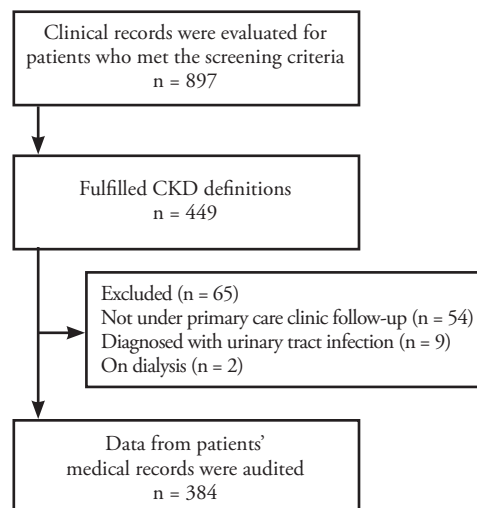 Clinical records were evaluated for
patients who met the screening criteria
n = 897
Fulfilled CKD definitions
n = 449
Excluded (n = 65)
Not under primary care clinic follow-up (n = 54)
Diagnosed with urinary tract infection (n = 9)
On dialysis (n = 2)
Data from patients’
medical records were audited
n = 384